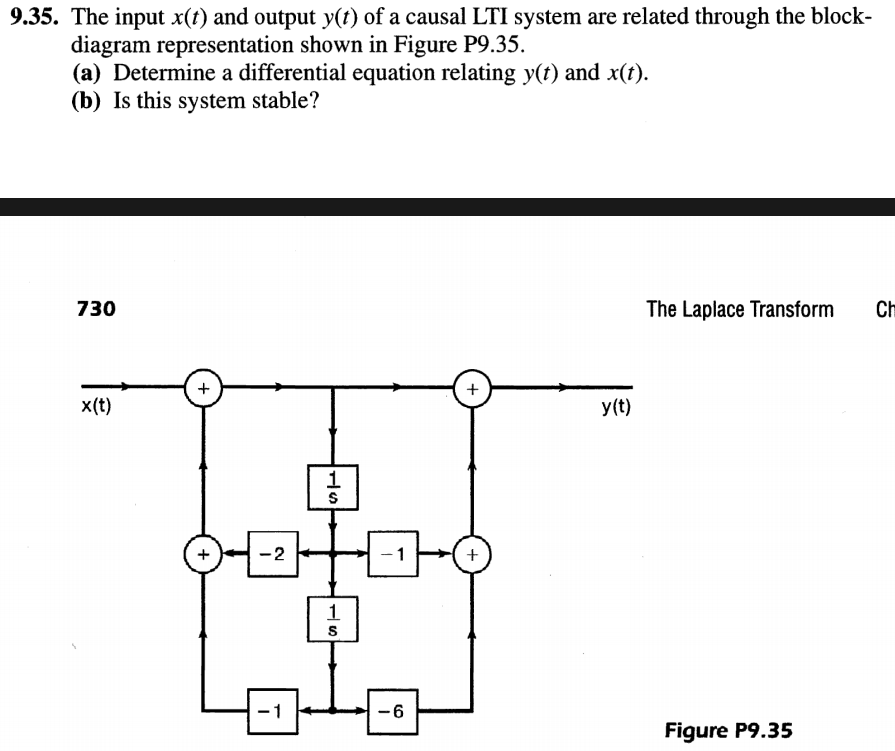 9.35. The input x(t) and output y(t) of a causal LTI system are related through the block-
diagram representation shown in Figure P9.35.
(a) Determine a differential equation relating y(t) and x(t).
(b) Is this system stable?
730
The Laplace Transform Ch
+
+
x(t)
y(t)
1
s
+
-2
-1
+
1
s
-1
-6
Figure P9.35